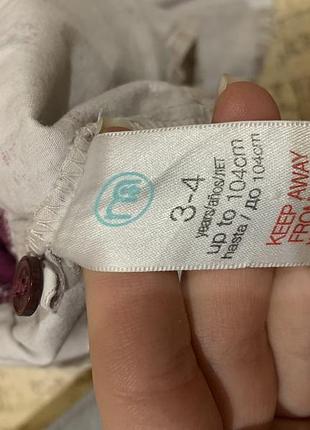 m
3-4
years/años/ЛЕТ
up to 104cm
hasta / до 104cm
KEEP AWAY
FRO